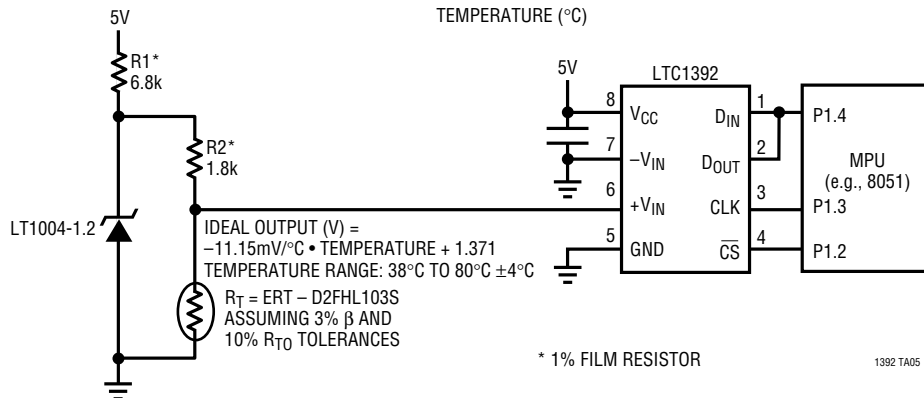 TEMPERATURE (°C)
5V
R1*
6.8k
R2*
1.8k
LT1004-1.2
IDEAL OUTPUT (V) =
–11.15mV/°C • TEMPERATURE + 1.371
TEMPERATURE RANGE: 38°C TO 80°C ±4°C
RT = ERT – D2FHL103S
ASSUMING 3% β AND
10% RTO TOLERANCES
5V
LTC1392
8
VCC
7
–VIN
6
+VIN
5
GND
DIN
1
DOUT
2
CLK
3
CS
4
P1.4
MPU
(e.g., 8051)
P1.3
P1.2
* 1% FILM RESISTOR
1392 TA05